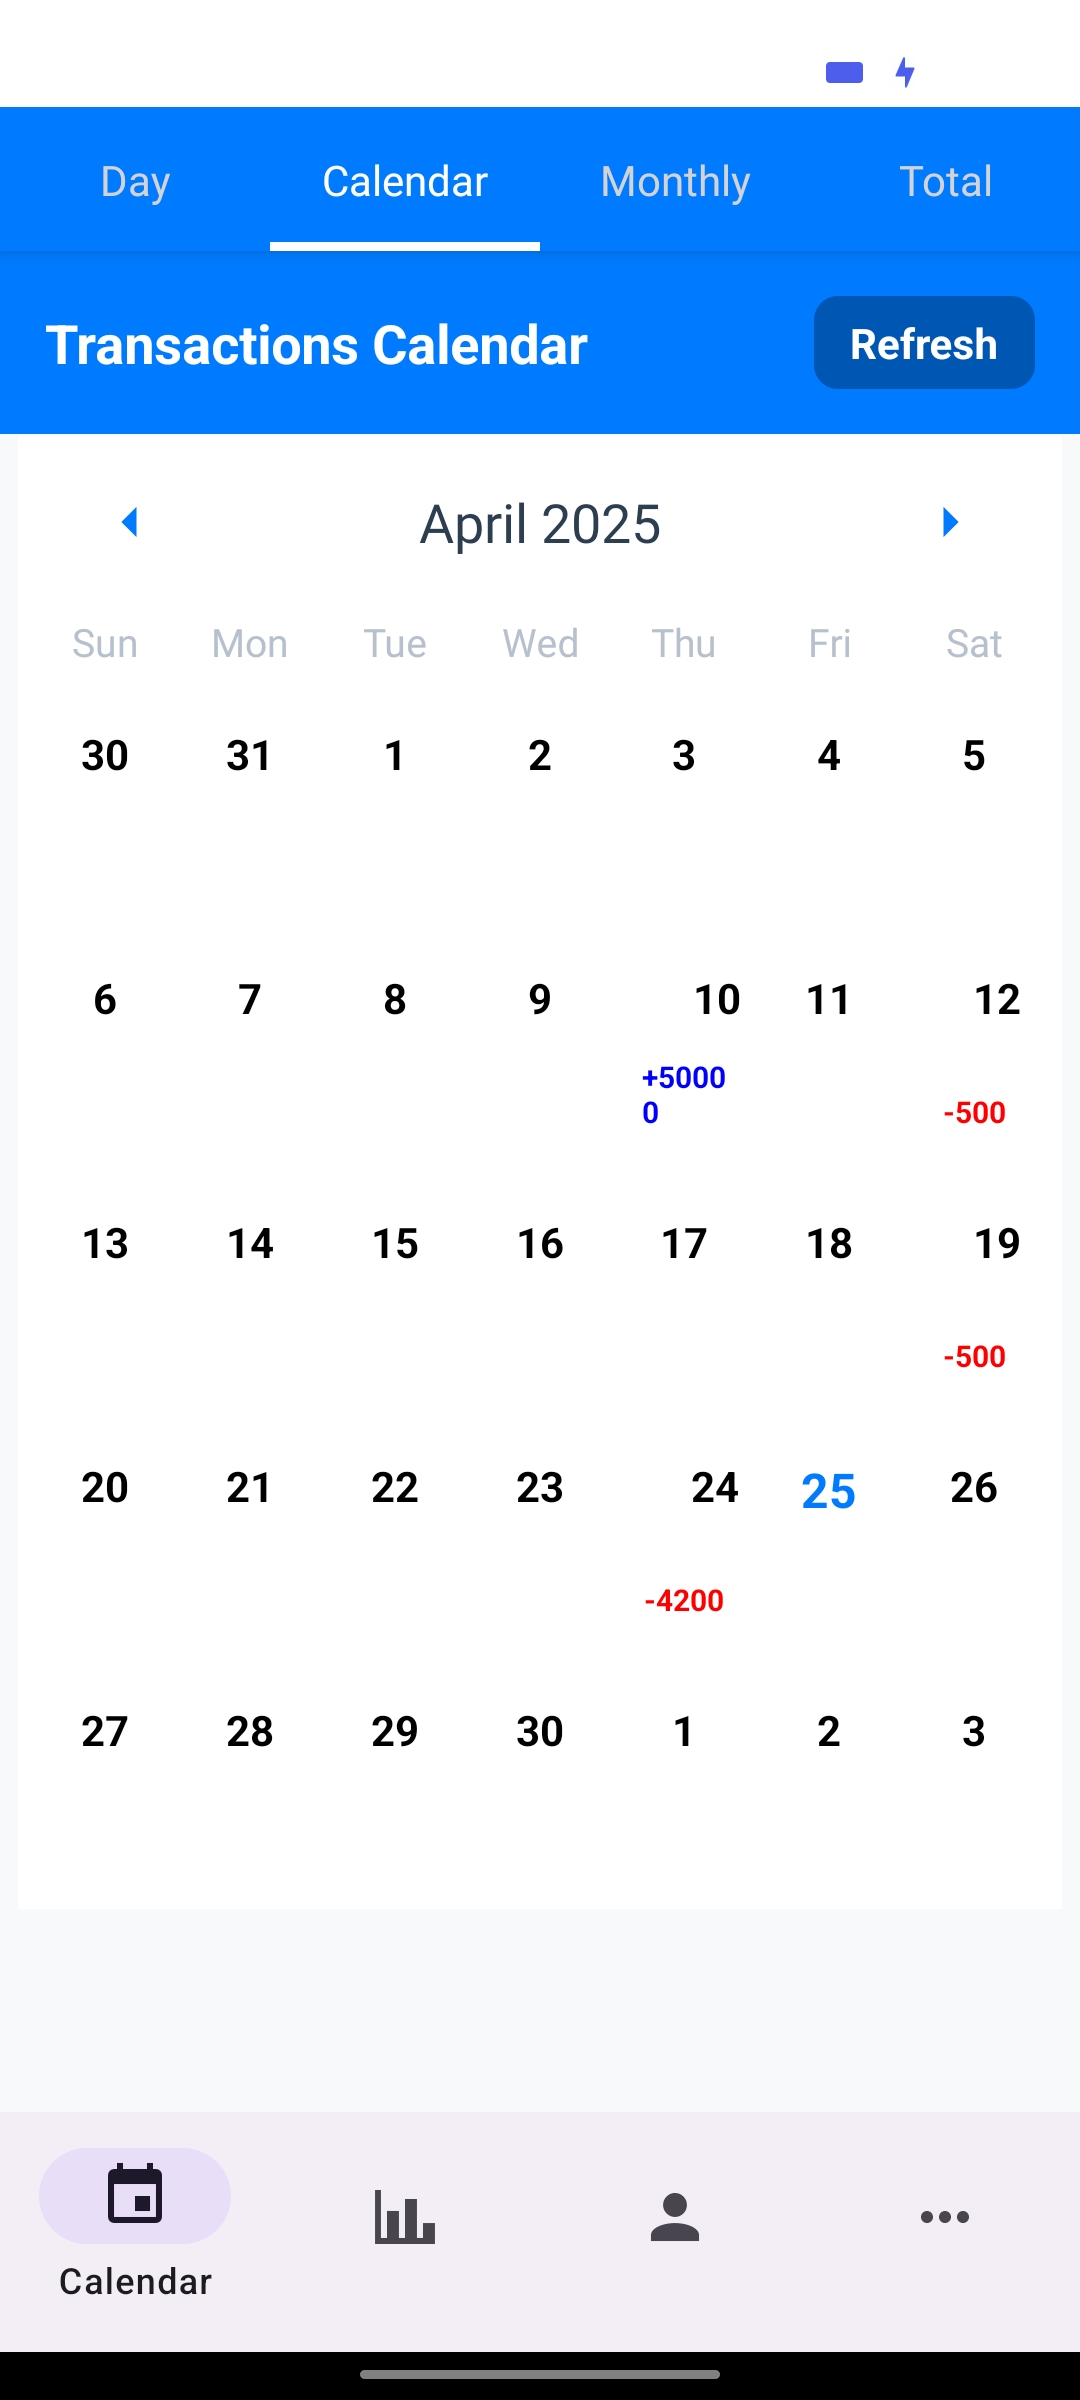 Day Calendar Monthly Total
Transactions Calendar Refresh
April 2025
Sun Mon Tue Wed Thu Fri Sat
30 31 1 2 3 4 5
6 7 8 9 10 11 12
+5000
0 -500
13 14 15 16 17 18 19
-500
20 21 22 23 24 25 26
-4200
27 28 29 30 1 2 3
Calendar